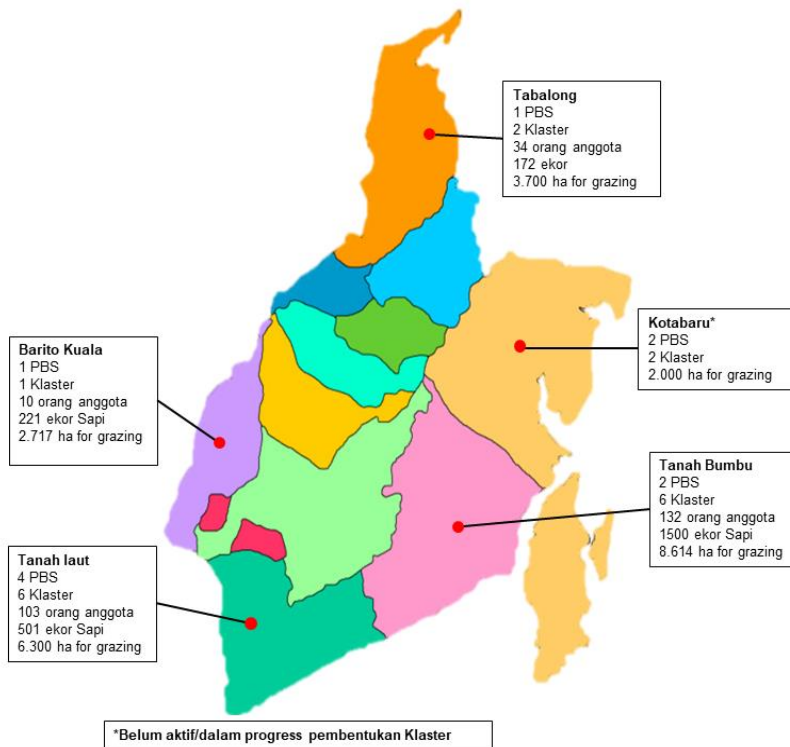 Tabalong
1 PBS
2 Klaster
34 orang anggota
172 ekor
3.700 ha for grazing
Kotabaru*
2 PBS
2 Klaster
2.000 ha for grazing
Barito Kuala
1 PBS
1 Klaster
10 orang anggota
221 ekor Sapi
2.717 ha for grazing
Tanah Bumbu
2 PBS
6 Klaster
132 orang anggota
1500 ekor Sapi
8.614 ha for grazing
Tanah laut
4 PBS
6 Klaster
103 orang anggota
501 ekor Sapi
6.300 ha for grazing
*Belum aktif/dalam progress pembentukan Klaster